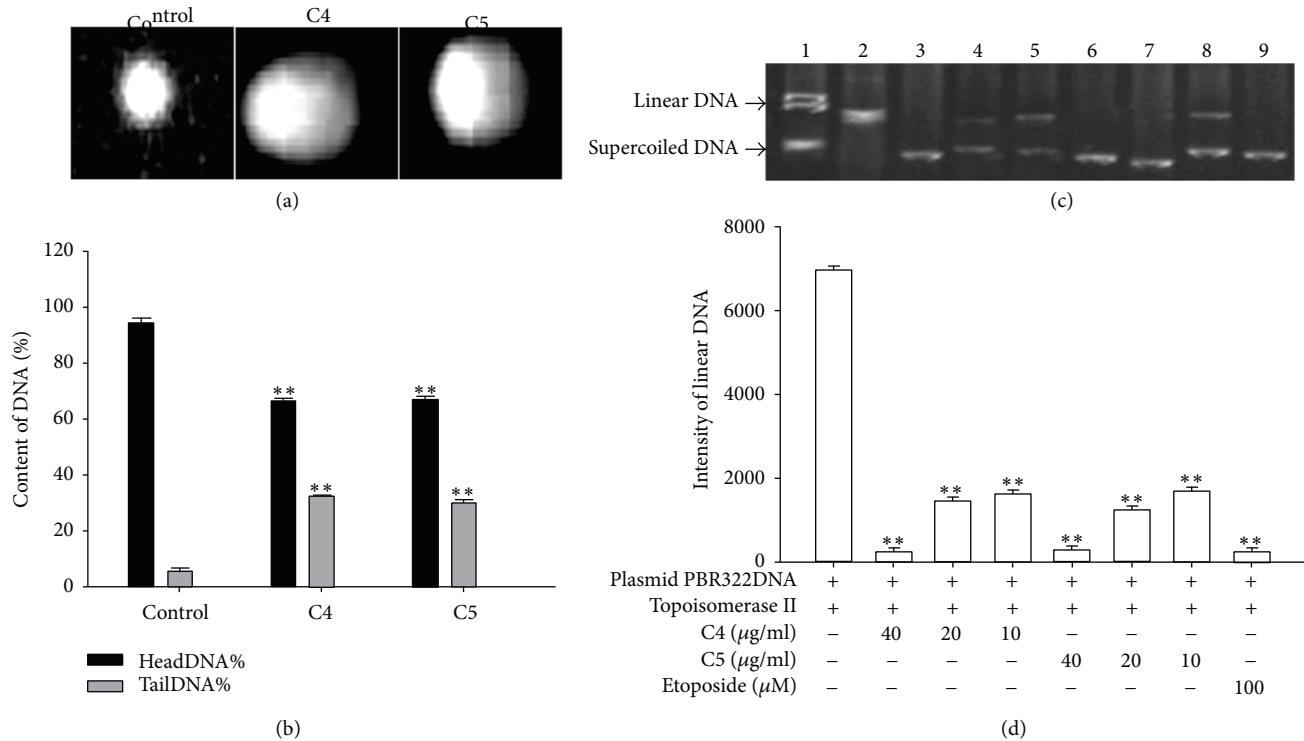 Control C4 C5
(a)
1 2 3 4 5 6 7 8 9
Linear DNA
Supercoiled DNA
(c)
120
100
80
60
40
20
0
Content of DNA (%)
** **
** **
Control C4 C5
HeadDNA%
TailDNA%
(b)
8000
6000
4000
2000
0
Intensity of linear DNA
** ** ** ** ** ** **
Plasmid PBR322DNA + + + + + + + +
Topoisomerase II + + + + + + + +
C4 (μg/ml) – 40 20 10 – – – –
C5 (μg/ml) – – – – 40 20 10 –
Etoposide (μM) – – – – – – – 100
(d)